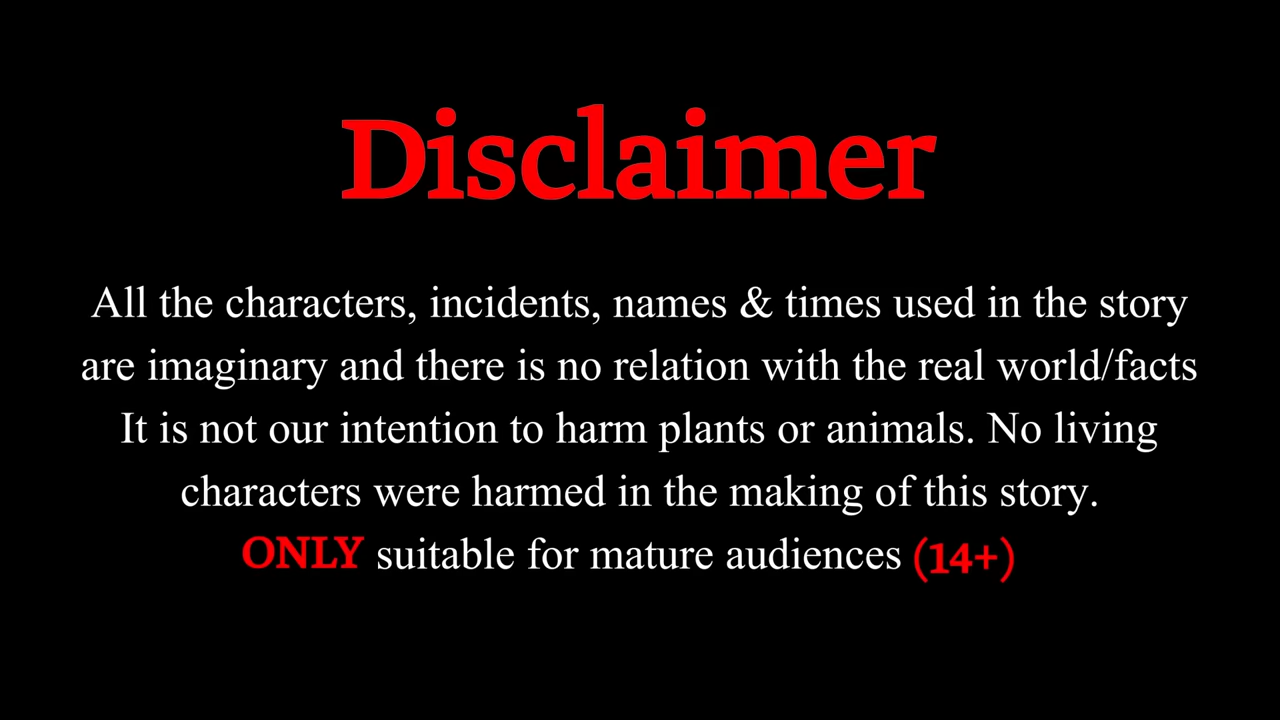 Disclaimer
All the characters, incidents, names & times used in the story
are imaginary and there is no relation with the real world/facts
It is not our intention to harm plants or animals. No living
characters were harmed in the making of this story.
ONLY suitable for mature audiences (14+)